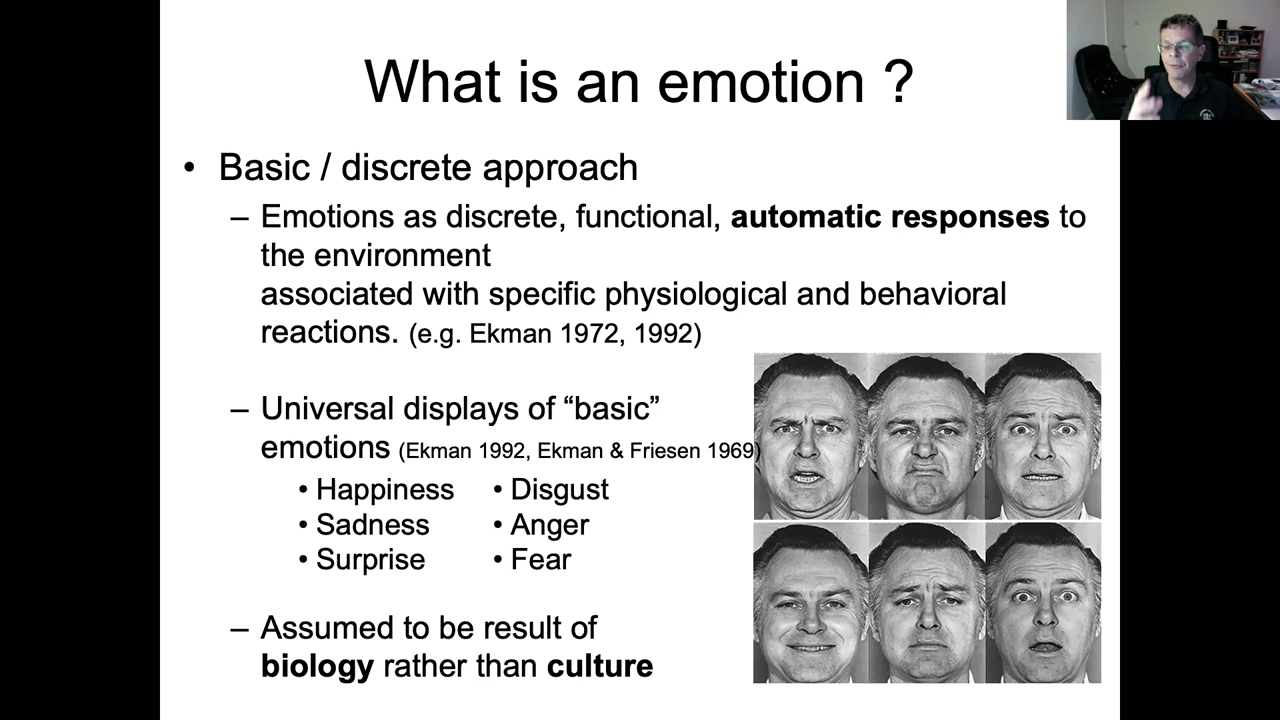 What is an emotion ?
• Basic / discrete approach
– Emotions as discrete, functional, automatic responses to
the environment
associated with specific physiological and behavioral
reactions. (e.g. Ekman 1972, 1992)
– Universal displays of “basic”
emotions (Ekman 1992, Ekman & Friesen 1969)
• Happiness • Disgust
• Sadness • Anger
• Surprise • Fear
– Assumed to be result of
biology rather than culture